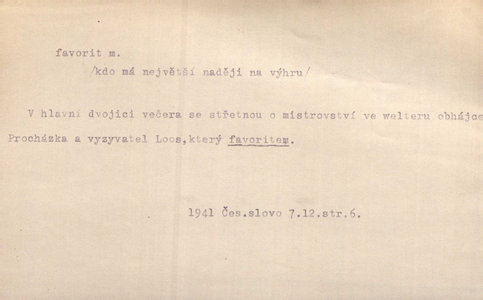 favorit m.
/kdo má největší naději na výhru/
V hlavní dvojici večera se střetnou o mistrovství ve welteru obhájce
Procházka a vyzyvatel Loos,který favoritem.
1941 Čes.slovo 7.12.str.6.